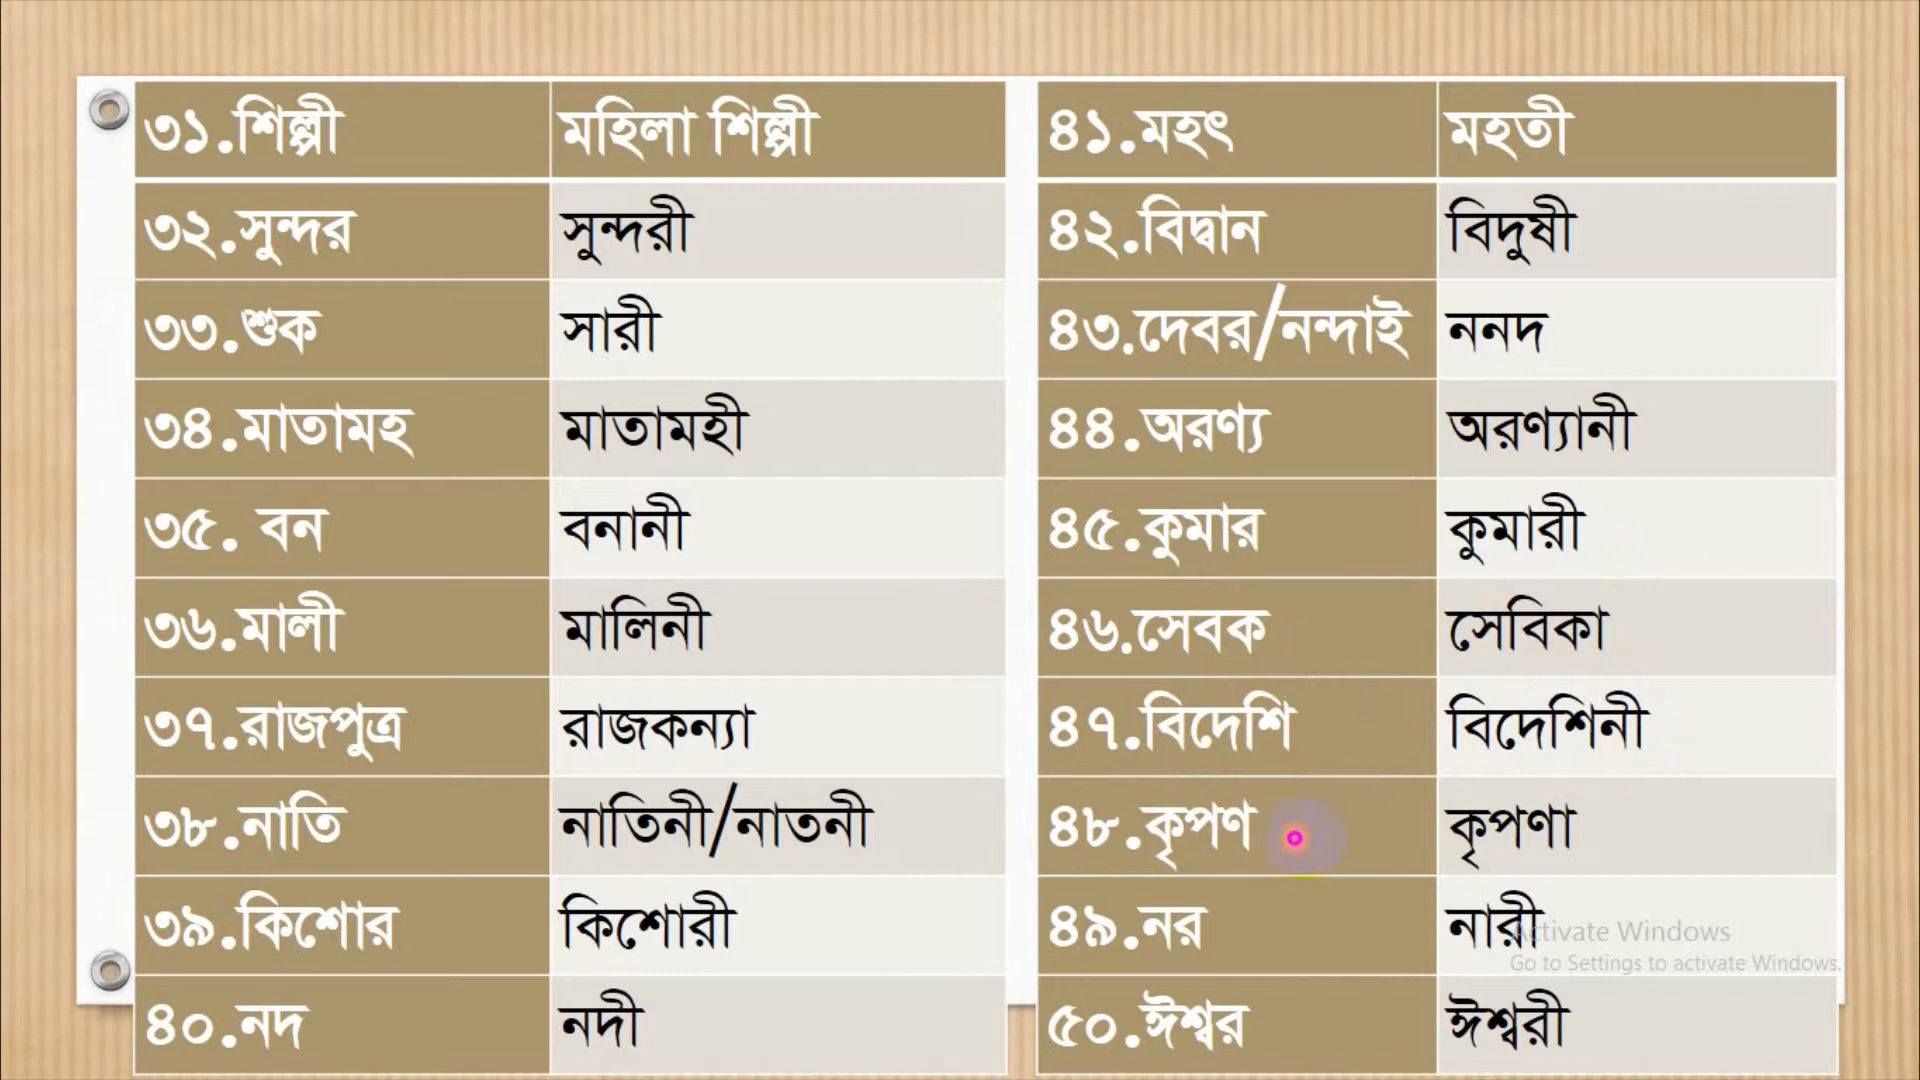 ৩১.শিল্পী মহিলা শিল্পী
৩২.সুন্দর সুন্দরী
৩৩.শুক সারী
৩৪.মাতামহ মাতামহী
৩৫. বন বনানী
৩৬.মালী মালিনী
৩৭.রাজপুত্র রাজকন্যা
৩৮.নাতি নাতিনী/নাতনী
৩৯.কিশোর কিশোরী
৪০.নদ নদী
৪১.মহৎ মহতী
৪২.বিদ্বান বিদুষী
৪৩.দেবর/নন্দাই ননদ
৪৪.অরণ্য অরণ্যানী
৪৫.কুমার কুমারী
৪৬.সেবক সেবিকা
৪৭.বিদেশি বিদেশিনী
৪৮.কৃপণ কৃপণা
৪৯.নর নারী
৫০.ঈশ্বর ঈশ্বরী
Activate Windows
Go to Settings to activate Windows.